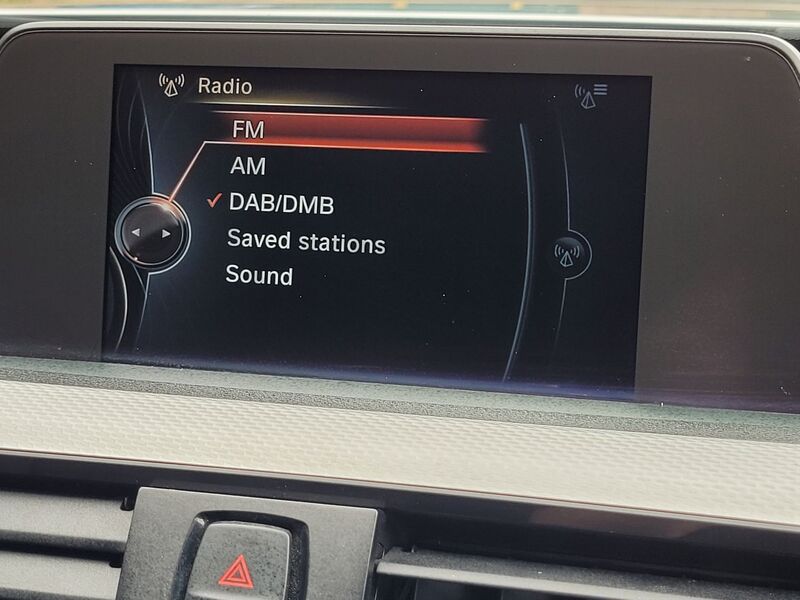 Radio
FM
AM
DAB/DMB
Saved stations
Sound